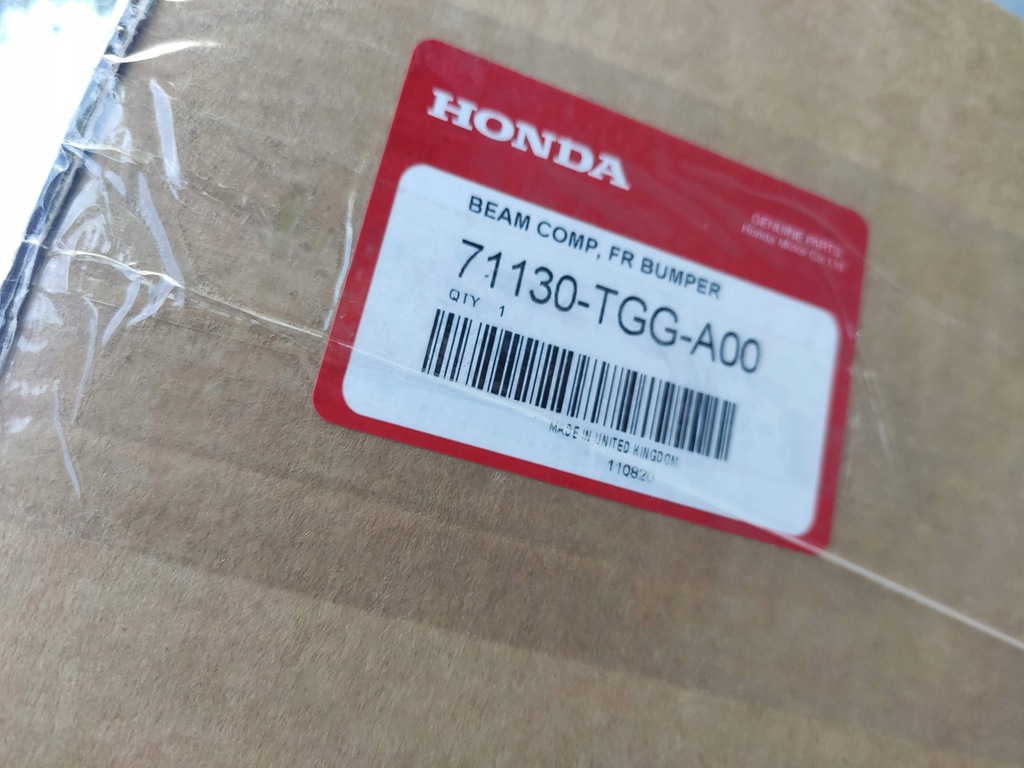 HONDA
GENUINE PARTS
Honda Motor Co Ltd
BEAM COMP, FR BUMPER
71130-TGG-A00
QTY 1
MADE IN UNITED KINGDOM